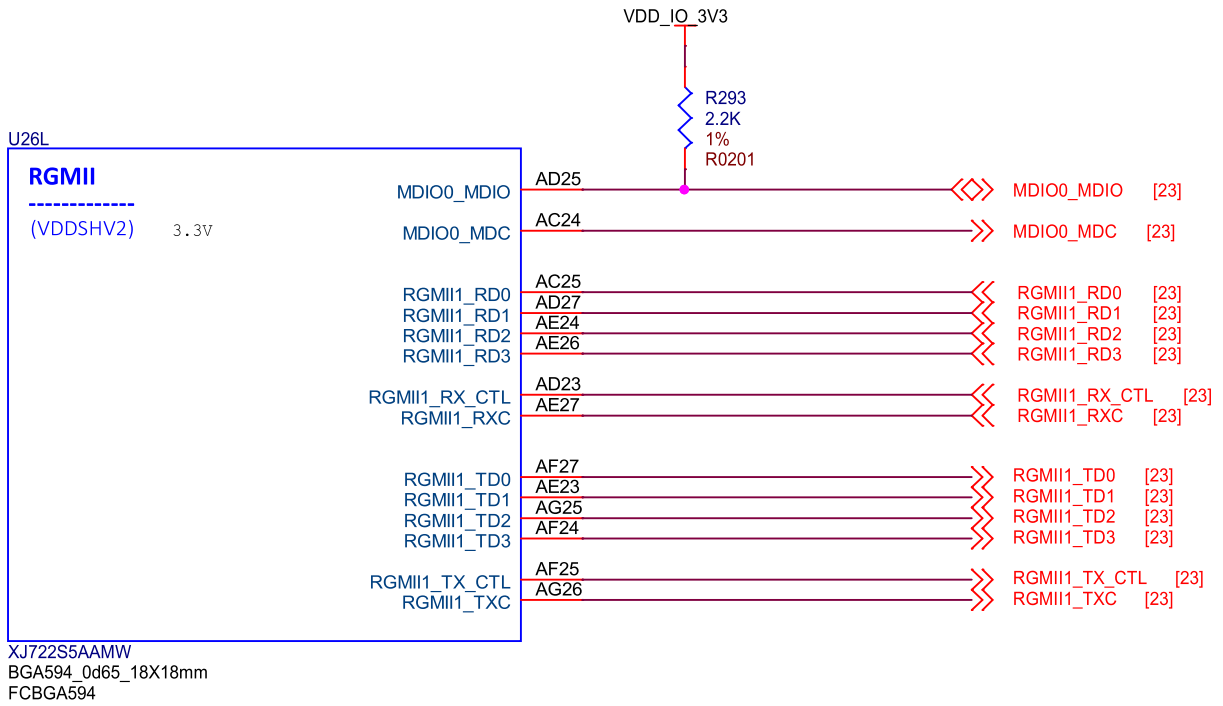 VDD_IO_3V3
R293
2.2K
1%
R0201
U26L
RGMII
-------------
(VDDSHV2) 3.3V
MDIO0_MDIO AD25 MDIO0_MDIO [23]
MDIO0_MDC AC24 MDIO0_MDC [23]
RGMII1_RD0 AC25 RGMII1_RD0 [23]
RGMII1_RD1 AD27 RGMII1_RD1 [23]
RGMII1_RD2 AE24 RGMII1_RD2 [23]
RGMII1_RD3 AE26 RGMII1_RD3 [23]
RGMII1_RX_CTL AD23 RGMII1_RX_CTL [23]
RGMII1_RXC AE27 RGMII1_RXC [23]
RGMII1_TD0 AF27 RGMII1_TD0 [23]
RGMII1_TD1 AE23 RGMII1_TD1 [23]
RGMII1_TD2 AG25 RGMII1_TD2 [23]
RGMII1_TD3 AF24 RGMII1_TD3 [23]
RGMII1_TX_CTL AF25 RGMII1_TX_CTL [23]
RGMII1_TXC AG26 RGMII1_TXC [23]
XJ722S5AAMW
BGA594_0d65_18X18mm
FCBGA594